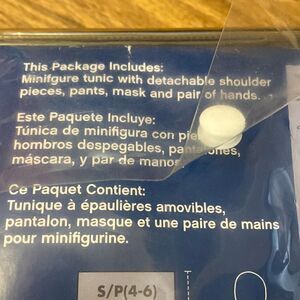 This Package Includes:
Minifgure tunic with detachable shoulder
pieces, pants, mask and pair of hands.
Este Paquete Incluye:
Túnica de minifigura con
hombros despegables, pantalones,
máscara, y par de manos
Ce Paquet Contient:
Tunique à épaulières amovibles,
pantalon, masque et une paire de mains
pour minifigurine.
S/P(4-6)